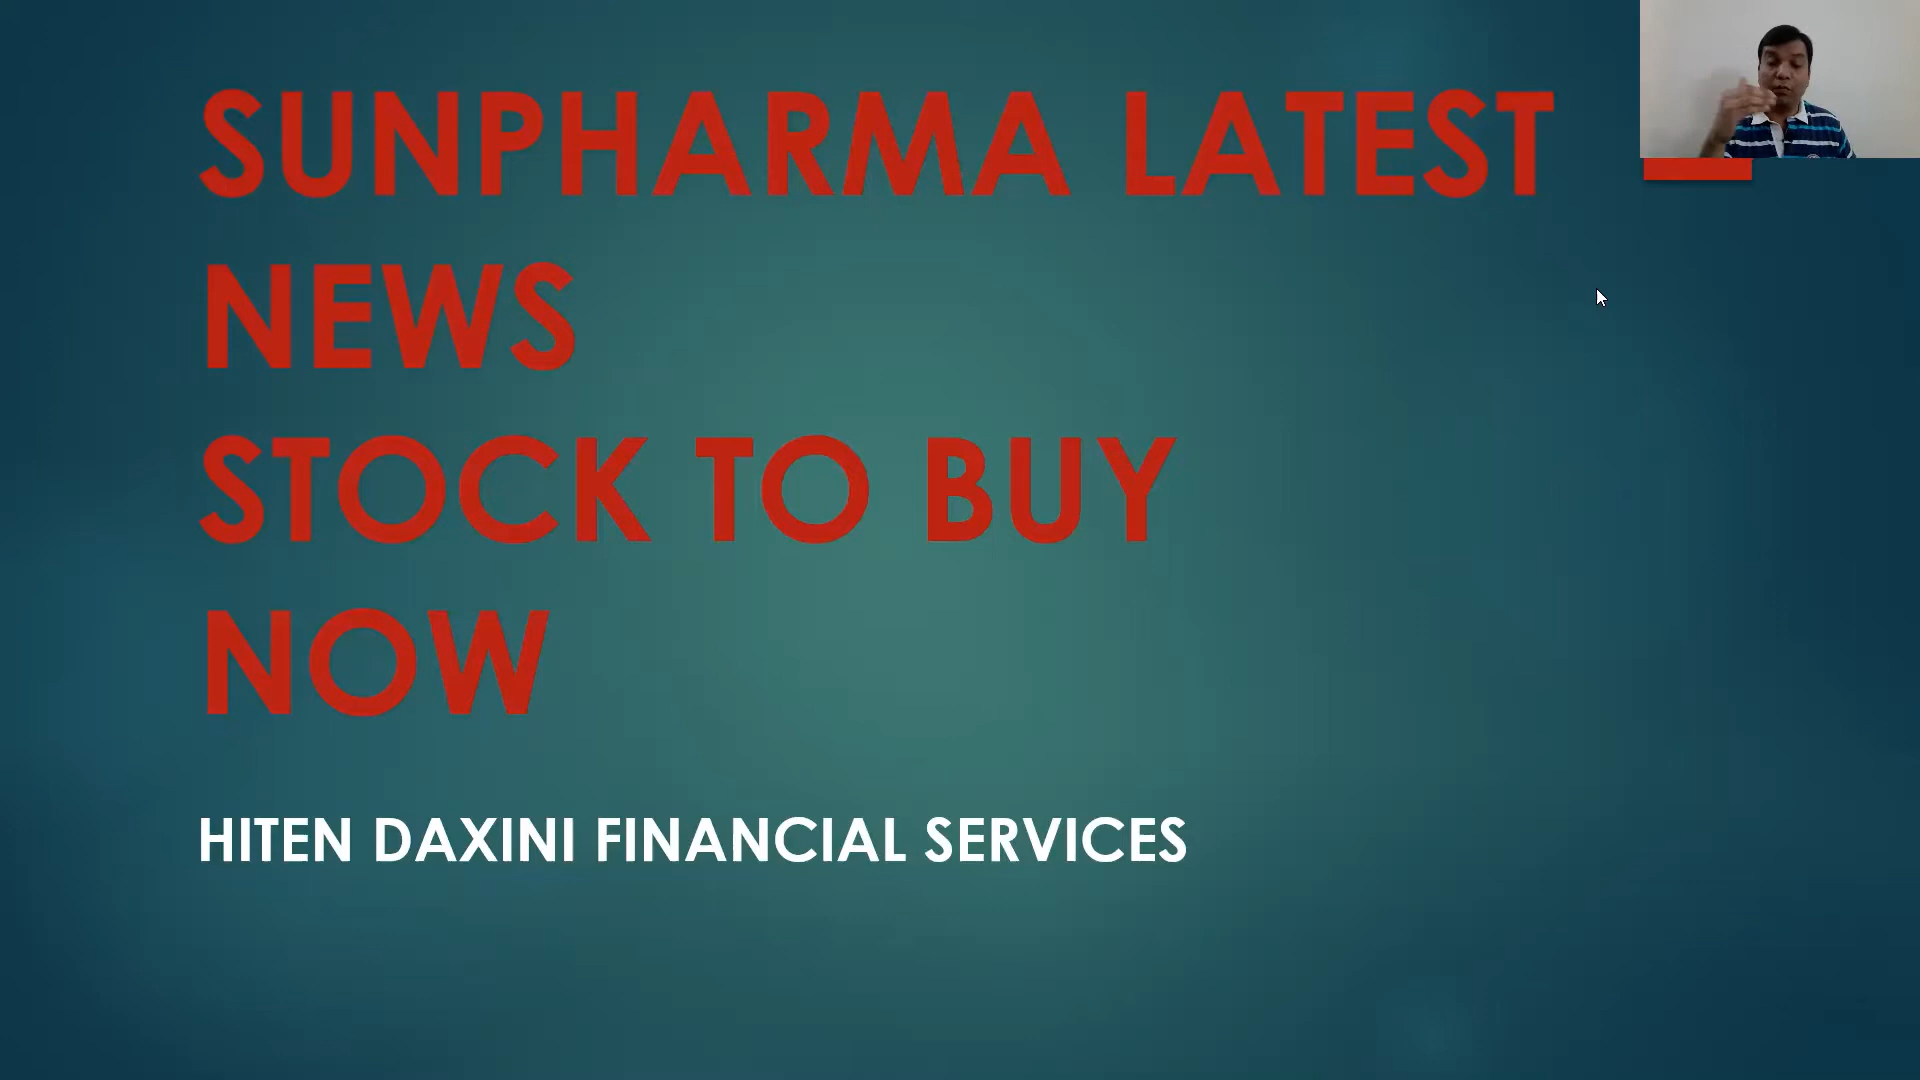 SUNPHARMA LATEST
NEWS
STOCK TO BUY
NOW
HITEN DAXINI FINANCIAL SERVICES